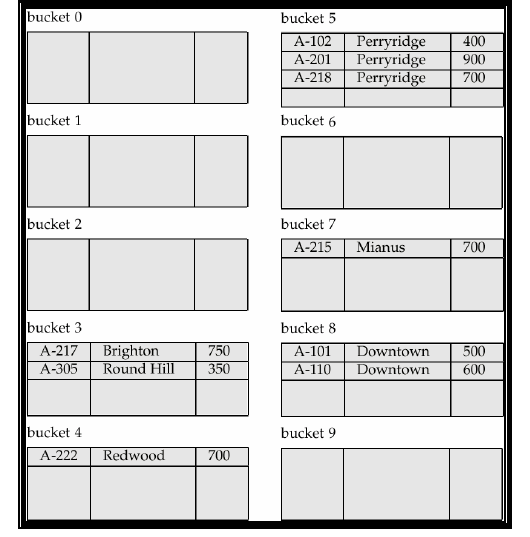 bucket 0
bucket 1
bucket 2
bucket 3
A-217 Brighton 750
A-305 Round Hill 350
bucket 4
A-222 Redwood 700
bucket 5
A-102 Perryridge 400
A-201 Perryridge 900
A-218 Perryridge 700
bucket 6
bucket 7
A-215 Mianus 700
bucket 8
A-101 Downtown 500
A-110 Downtown 600
bucket 9